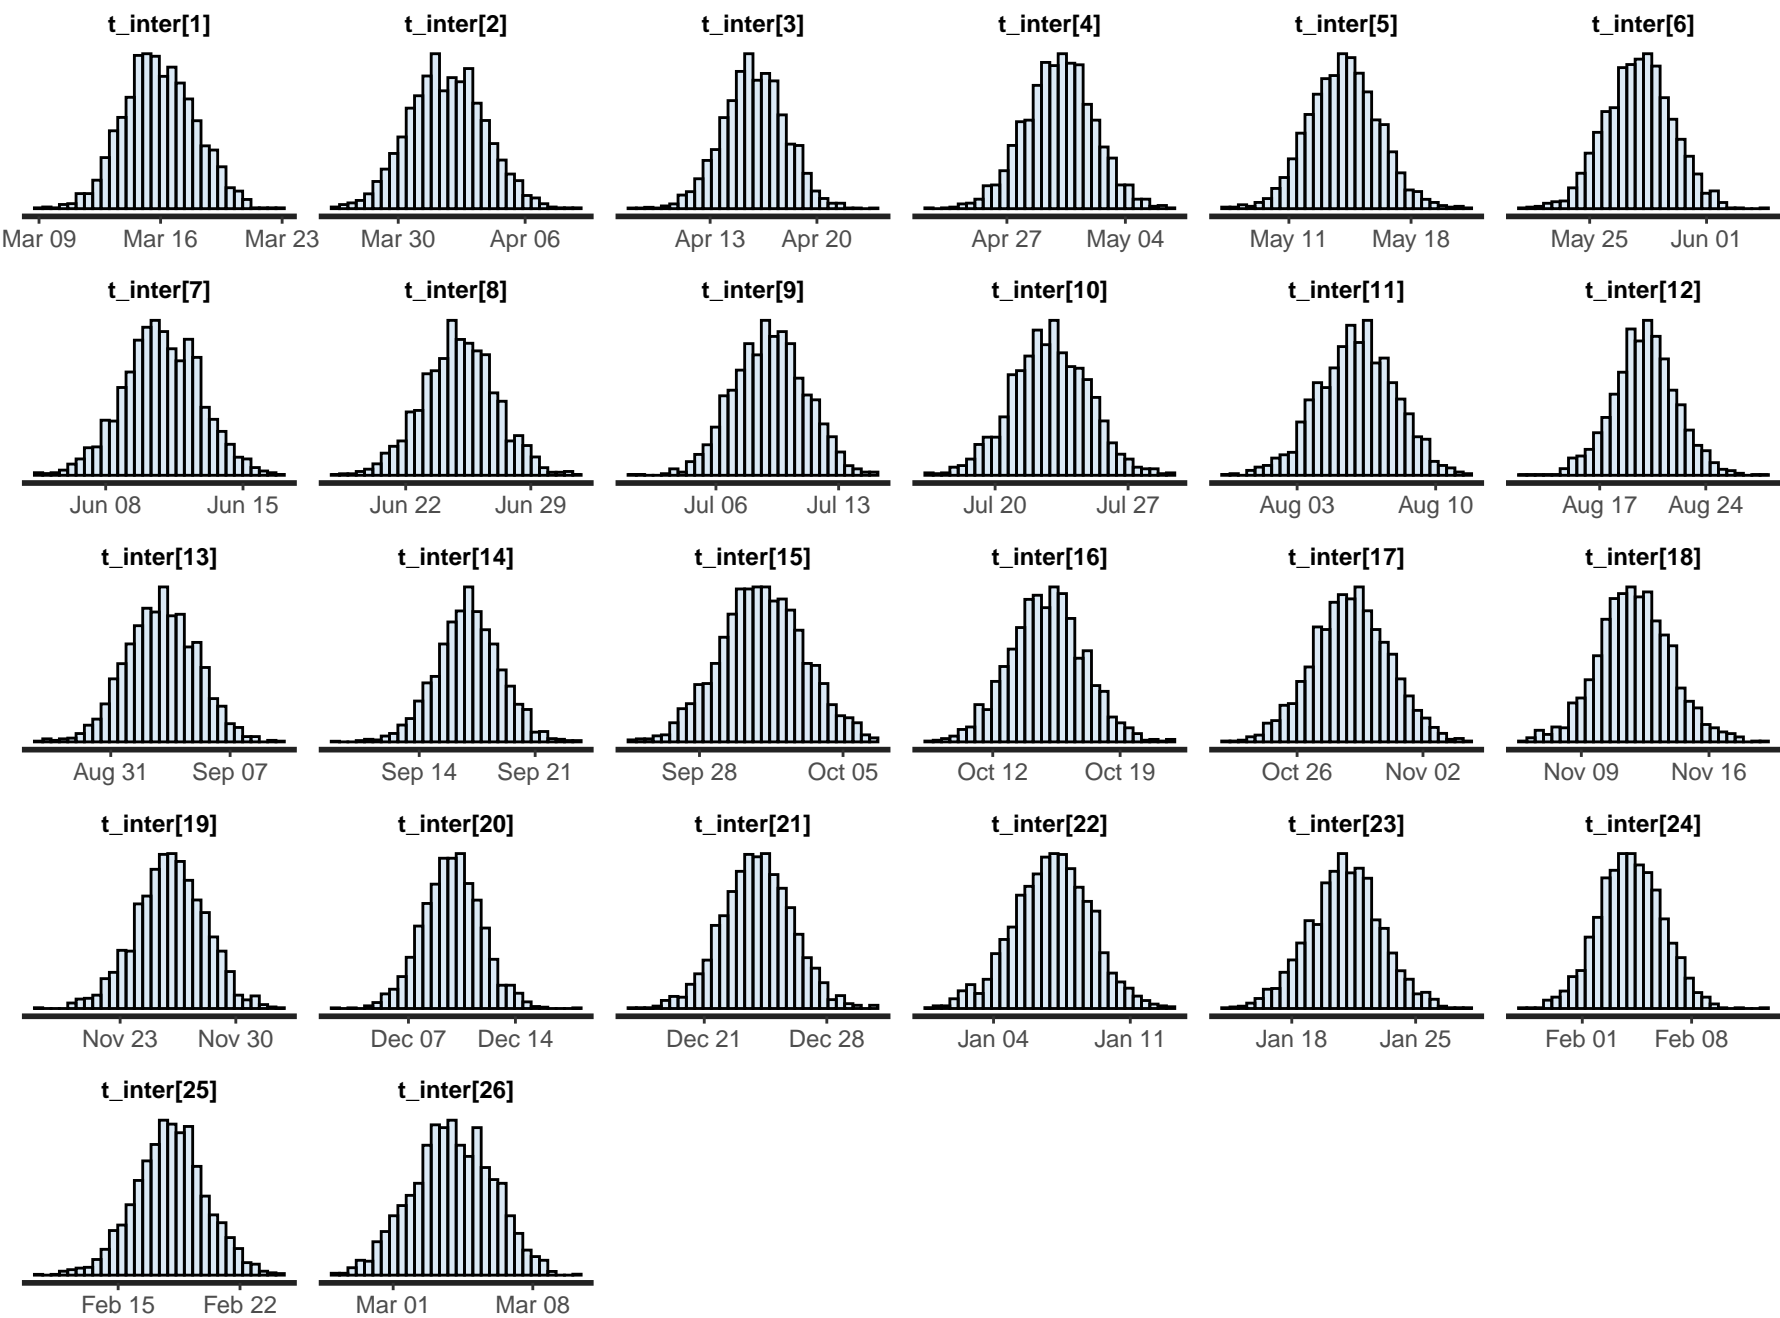 t_inter[1] t_inter[2] t_inter[3] t_inter[4] t_inter[5] t_inter[6]
Mar 09 Mar 16 Mar 23 Mar 30 Apr 06 Apr 13 Apr 20 Apr 27 May 04 May 11 May 18 May 25 Jun 01
t_inter[7] t_inter[8] t_inter[9] t_inter[10] t_inter[11] t_inter[12]
Jun 08 Jun 15 Jun 22 Jun 29 Jul 06 Jul 13 Jul 20 Jul 27 Aug 03 Aug 10 Aug 17 Aug 24
t_inter[13] t_inter[14] t_inter[15] t_inter[16] t_inter[17] t_inter[18]
Aug 31 Sep 07 Sep 14 Sep 21 Sep 28 Oct 05 Oct 12 Oct 19 Oct 26 Nov 02 Nov 09 Nov 16
t_inter[19] t_inter[20] t_inter[21] t_inter[22] t_inter[23] t_inter[24]
Nov 23 Nov 30 Dec 07 Dec 14 Dec 21 Dec 28 Jan 04 Jan 11 Jan 18 Jan 25 Feb 01 Feb 08
t_inter[25] t_inter[26]
Feb 15 Feb 22 Mar 01 Mar 08